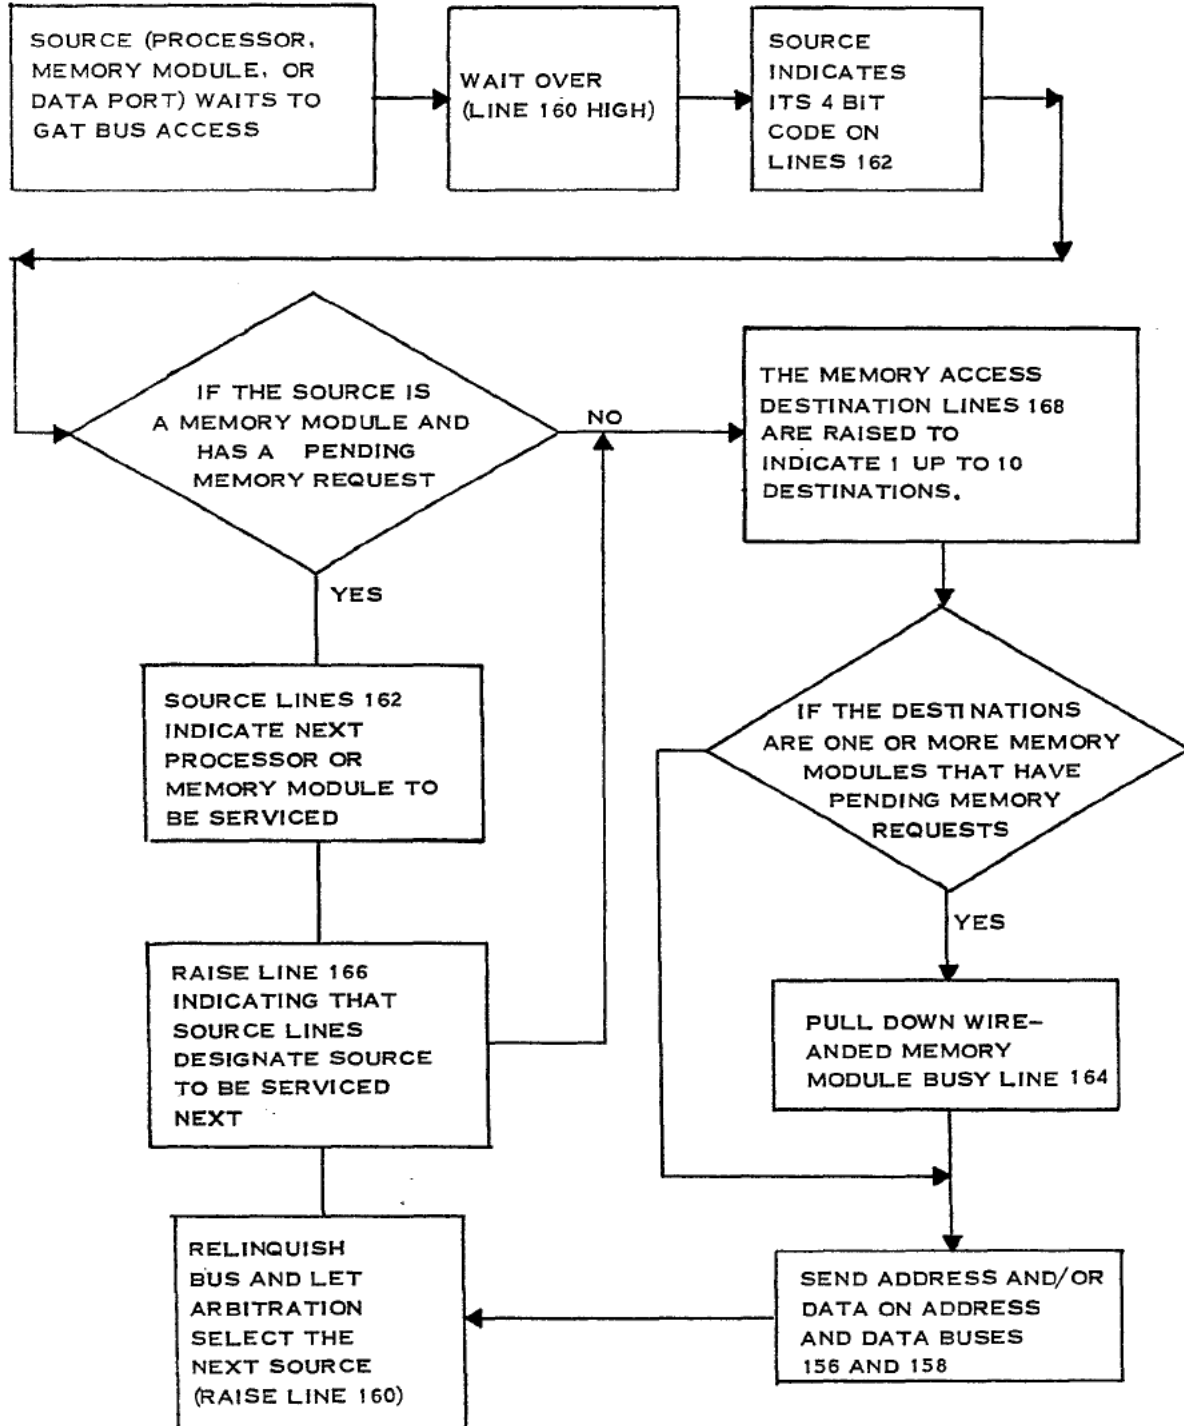 SOURCE (PROCESSOR,
MEMORY MODULE, OR
DATA PORT) WAITS TO
GAT BUS ACCESS
WAIT OVER
(LINE 160 HIGH)
SOURCE
INDICATES
ITS 4 BIT
CODE ON
LINES 162
IF THE SOURCE IS
A MEMORY MODULE AND
HAS A PENDING
MEMORY REQUEST
NO
THE MEMORY ACCESS
DESTINATION LINES 168
ARE RAISED TO
INDICATE 1 UP TO 10
DESTINATIONS.
YES
SOURCE LINES 162
INDICATE NEXT
PROCESSOR OR
MEMORY MODULE TO
BE SERVICED
IF THE DESTINATIONS
ARE ONE OR MORE MEMORY
MODULES THAT HAVE
PENDING MEMORY
REQUESTS
YES
RAISE LINE 166
INDICATING THAT
SOURCE LINES
DESIGNATE SOURCE
TO BE SERVICED
NEXT
PULL DOWN WIRE-
ANDED MEMORY
MODULE BUSY LINE 164
RELINQUISH
BUS AND LET
ARBITRATION
SELECT THE
NEXT SOURCE
(RAISE LINE 160)
SEND ADDRESS AND/OR
DATA ON ADDRESS
AND DATA BUSES
156 AND 158